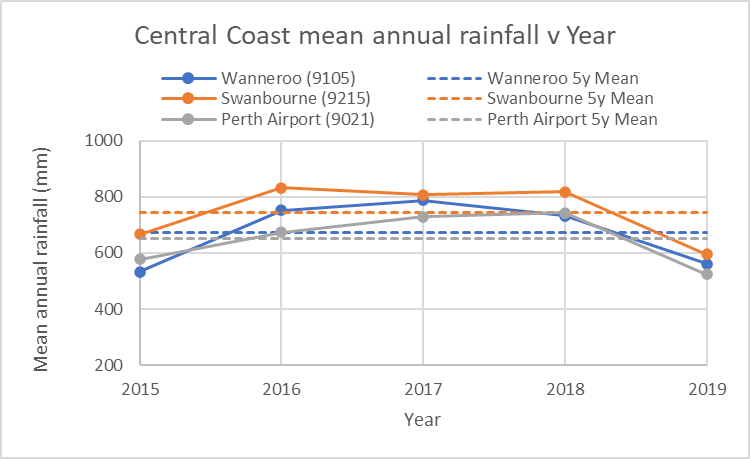 Central Coast mean annual rainfall v Year
Wanneroo (9105) Wanneroo 5y Mean
Swanbourne (9215) Swanbourne 5y Mean
Perth Airport (9021) Perth Airport 5y Mean
Mean annual rainfall (mm)
1000
800
600
400
200
2015 2016 2017 2018 2019
Year